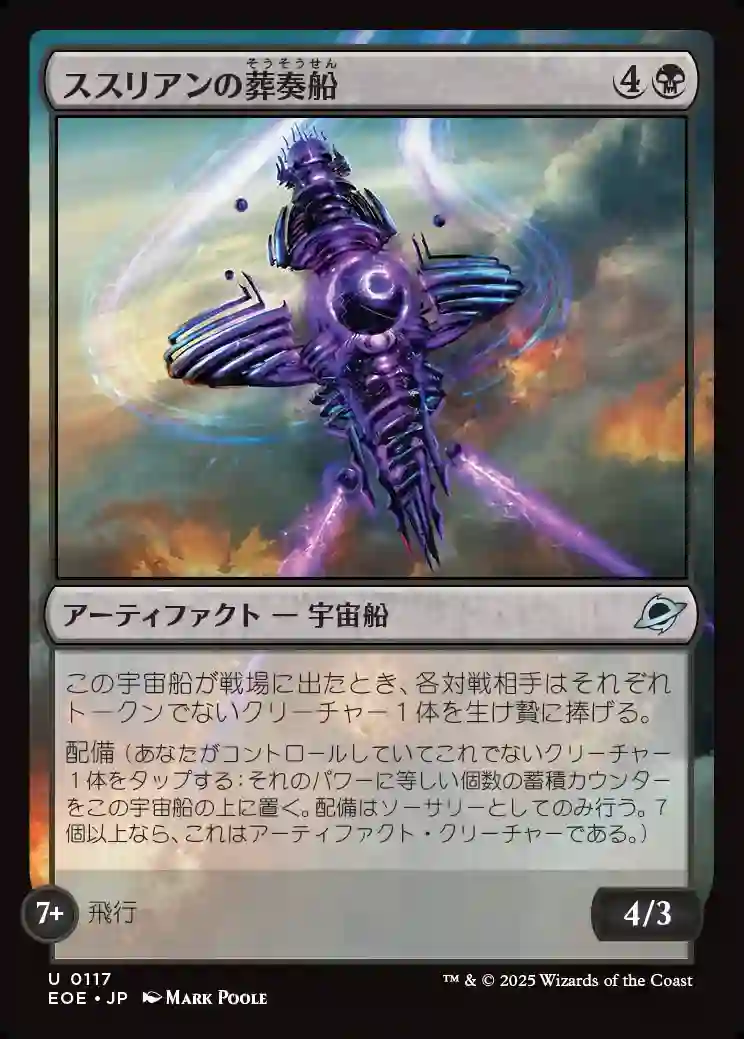 そうそうせん
ススリアンの葬奏船 4
アーティファクト — 宇宙船
この宇宙船が戦場に出たとき、各対戦相手はそれぞれ
トークンでないクリーチャー1体を生け贄に捧げる。
配備(あなたがコントロールしていてこれでないクリーチャー
1体をタップする:それのパワーに等しい個数の蓄積カウンター
をこの宇宙船の上に置く。配備はソーサリーとしてのみ行う。7
個以上なら、これはアーティファクト・クリーチャーである。)
7+ 飛行
4/3
U 0117 ™ & © 2025 Wizards of the Coast
EOE • JP MARK POOLE